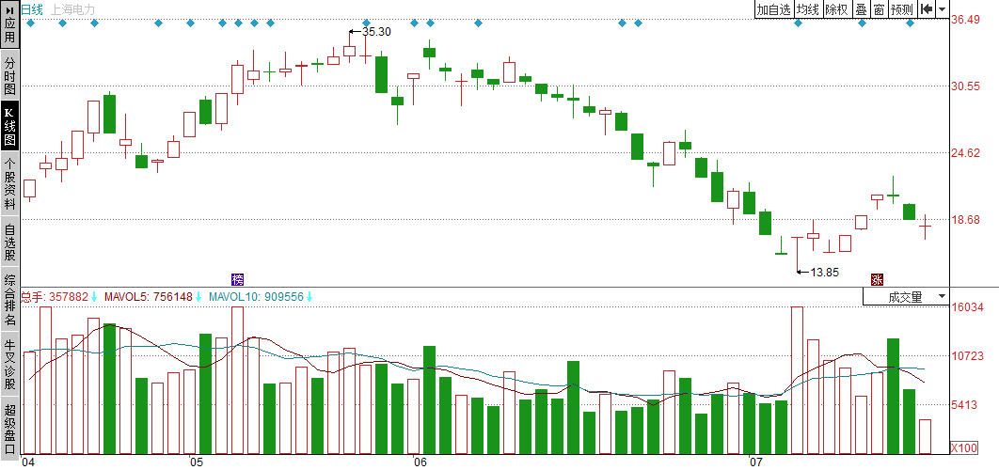 应用
分时图
K线图
个股资料
自选股
综合排名
牛叉诊股
超级盘口
日线 上海电力
加自选 均线 除权 叠 窗 预测
36.49
35.30
30.55
24.62
18.68
13.85
榜
涨
总手: 357882 MAVOL5: 756148 MAVOL10: 909556
成交量
16034
10723
5413
X100
04 05 06 07